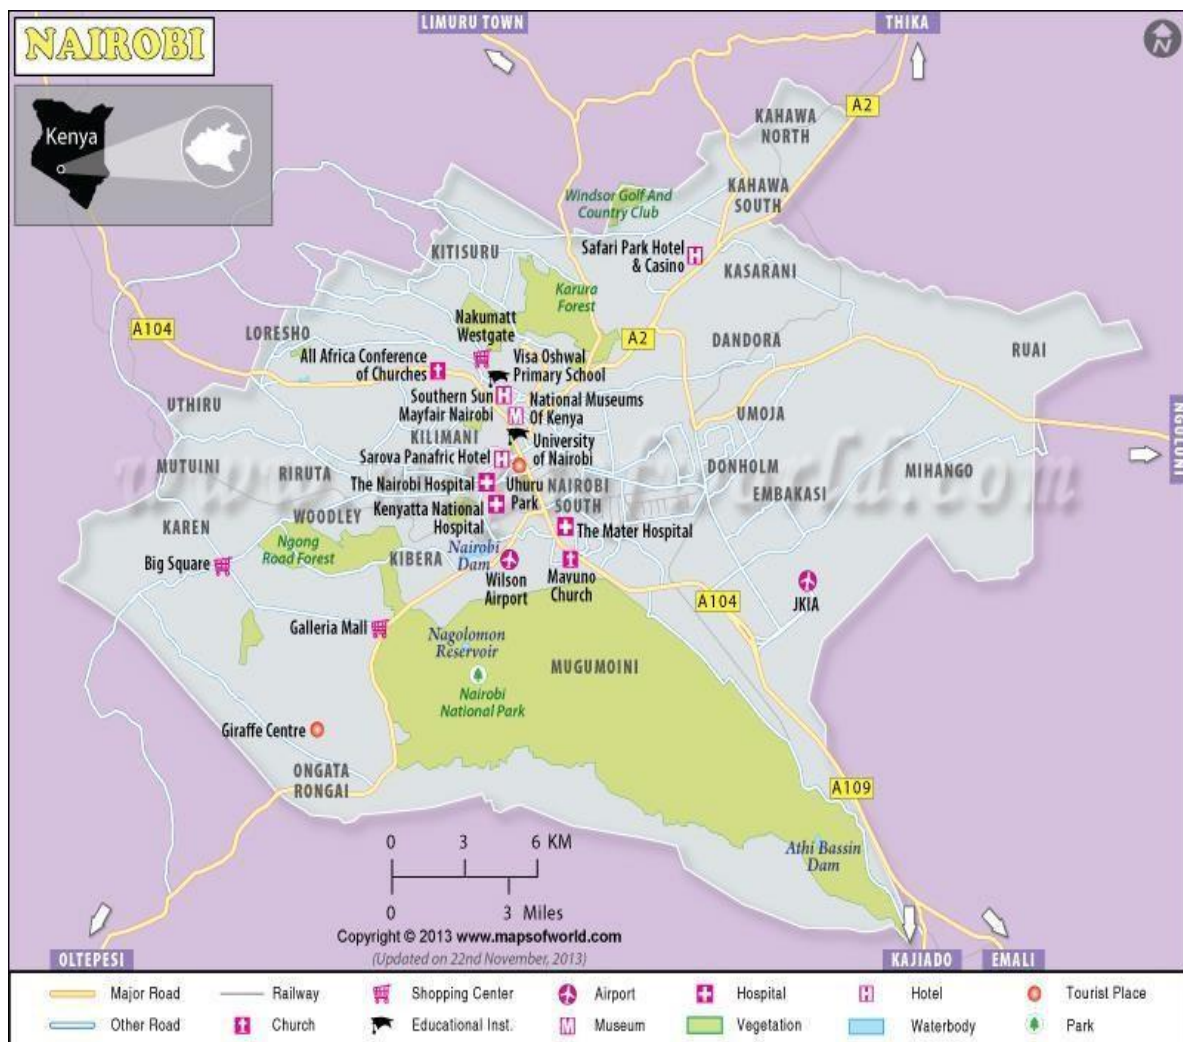 LIMURU TOWN
THIKA
NAIROBI
N
Kenya
A2
KAHAWA
NORTH
KAHAWA
SOUTH
Windsor Golf And
Country Club
KITISURU
Safari Park Hotel
& Casino
KASARANI
Karura
Forest
A104
LORESHO
Nakumatt
Westgate
A2
DANDORA
RUAI
All Africa Conference
of Churches
Visa Oshwal
Primary School
Southern Sun
Mayfair Nairobi
National Museums
Of Kenya
UTHIRU
UMOJA
NGULUNI
KILIMANI
University
of Nairobi
Sarova Panafric Hotel
MUTUINI
RIRUTA
DONHOLM
MIHANGO
www.mapsofworld.com
The Nairobi Hospital
Uhuru
Park
NAIROBI
SOUTH
EMBAKASI
Kenyatta National
Hospital
WOODLEY
KAREN
The Mater Hospital
Ngong
Road Forest
KIBERA
Nairobi
Dam
Big Square
Wilson
Airport
Mavuno
Church
A104
JKIA
Galleria Mall
Nagolomon
Reservoir
MUGUMOINI
Nairobi
National Park
Giraffe Centre
ONGATA
RONGAI
A109
0 3 6 KM
0 3 Miles
Athi Bassin
Dam
Copyright © 2013 www.mapsofworld.com
(Updated on 22nd November, 2013)
OLTEPESI
KAJIADO
EMALI
Major Road
Railway
Shopping Center
Airport
Hospital
Hotel
Tourist Place
Other Road
Church
Educational Inst.
Museum
Vegetation
Waterbody
Park